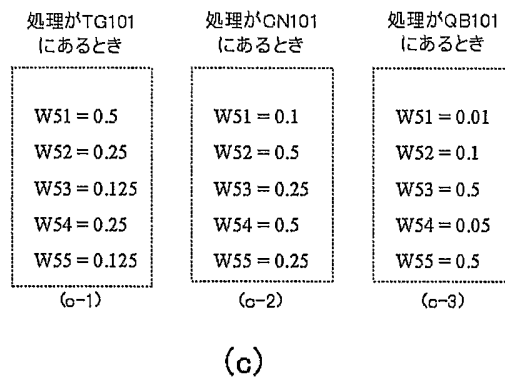 処理がTG101
にあるとき
W51 = 0.5
W52 = 0.25
W53 = 0.125
W54 = 0.25
W55 = 0.125
(c-1)
処理がCN101
にあるとき
W51 = 0.1
W52 = 0.5
W53 = 0.25
W54 = 0.5
W55 = 0.25
(c-2)
処理がQB101
にあるとき
W51 = 0.01
W52 = 0.1
W53 = 0.5
W54 = 0.05
W55 = 0.5
(c-3)
(c)